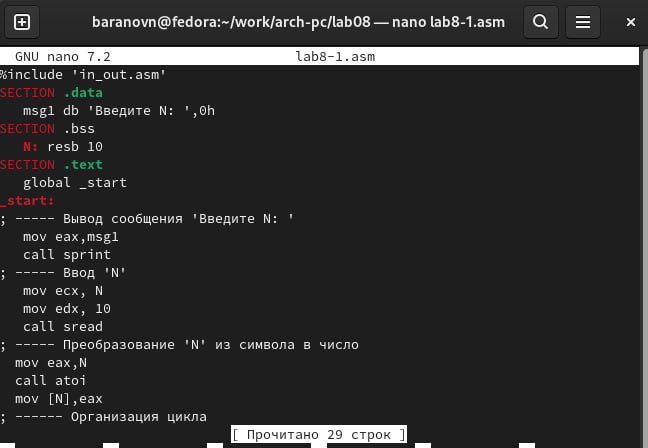 baranovn@fedora:~/work/arch-pc/lab08 — nano lab8-1.asm
GNU nano 7.2 lab8-1.asm
%include 'in_out.asm'
SECTION .data
msg1 db 'Введите N: ',0h
SECTION .bss
N: resb 10
SECTION .text
global _start
_start:
; ----- Вывод сообщения 'Введите N: '
mov eax,msg1
call sprint
; ----- Ввод 'N'
mov ecx, N
mov edx, 10
call sread
; ----- Преобразование 'N' из символа в число
mov eax,N
call atoi
mov [N],eax
; ------ Организация цикла
[ Прочитано 29 строк ]